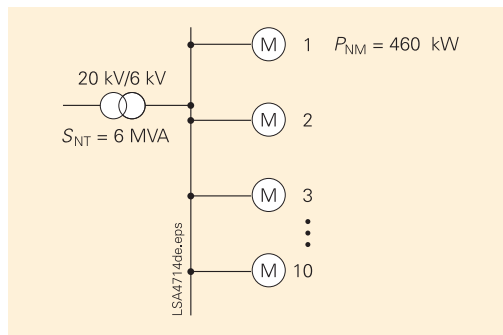 M 1 P_NM = 460 kW
20 kV/6 kV
S_NT = 6 MVA
M 2
M 3
M 10
LSA4714de.eps